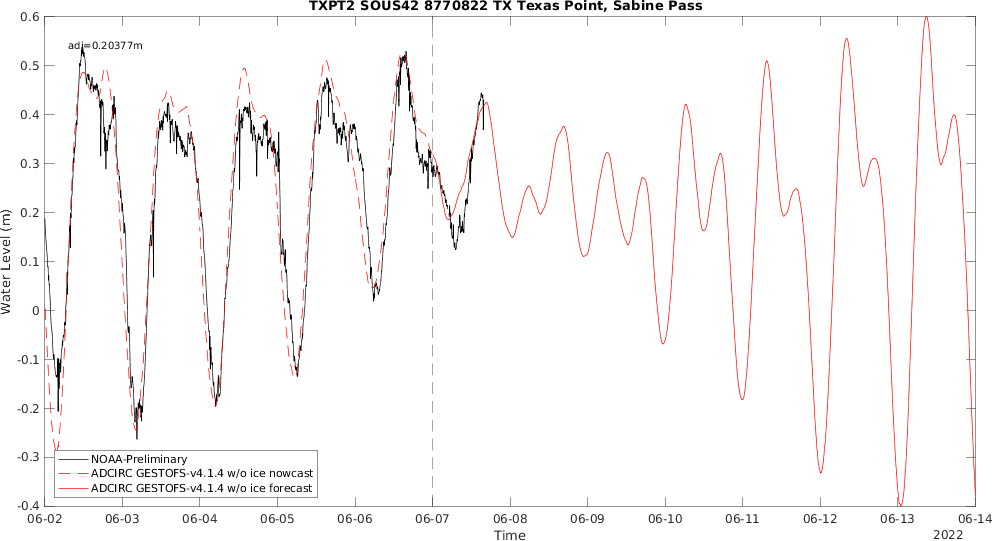 TXPT2 SOUS42 8770822 TX Texas Point, Sabine Pass
adj=0.20377m
0.6
0.5
0.4
0.3
0.2
0.1
0
-0.1
-0.2
-0.3
-0.4
Water Level (m)
NOAA-Preliminary
ADCIRC GESTOFS-v4.1.4 w/o ice nowcast
ADCIRC GESTOFS-v4.1.4 w/o ice forecast
06-02 06-03 06-04 06-05 06-06 06-07 06-08 06-09 06-10 06-11 06-12 06-13 06-14
Time
2022